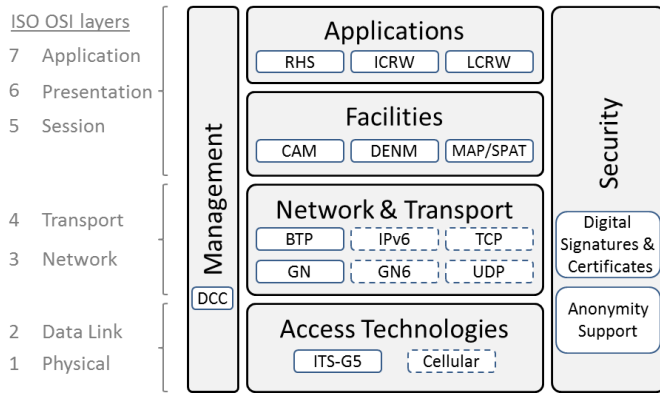 ISO OSI layers
7 Application
6 Presentation
5 Session
4 Transport
3 Network
2 Data Link
1 Physical
Management
DCC
Applications
RHS ICRW LCRW
Facilities
CAM DENM MAP/SPAT
Network & Transport
BTP IPv6 TCP
GN GN6 UDP
Access Technologies
ITS-G5 Cellular
Security
Digital
Signatures &
Certificates
Anonymity
Support